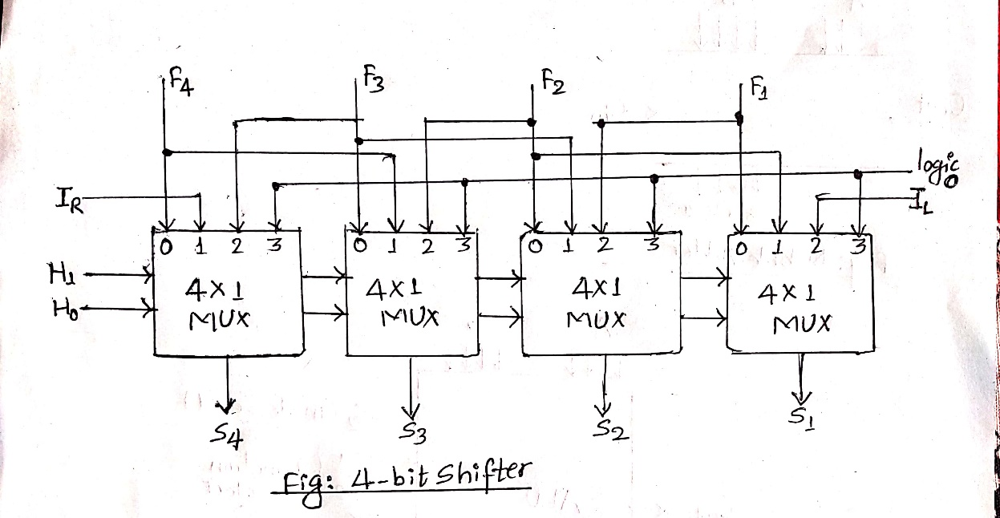 F4 F3 F2 F1
logic 0
IR IL
0 1 2 3 0 1 2 3 0 1 2 3 0 1 2 3
H1
4X1 4X1 4X1 4X1
H0
MUX MUX MUX MUX
S4 S3 S2 S1
Fig: 4-bit Shifter